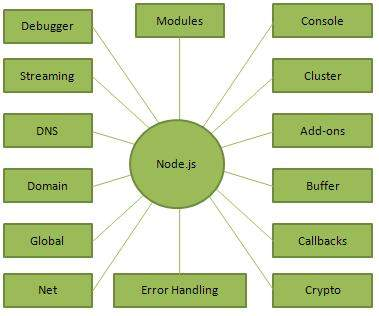 Debugger
Modules
Console
Streaming
Cluster
DNS
Add-ons
Node.js
Domain
Buffer
Global
Callbacks
Net
Error Handling
Crypto